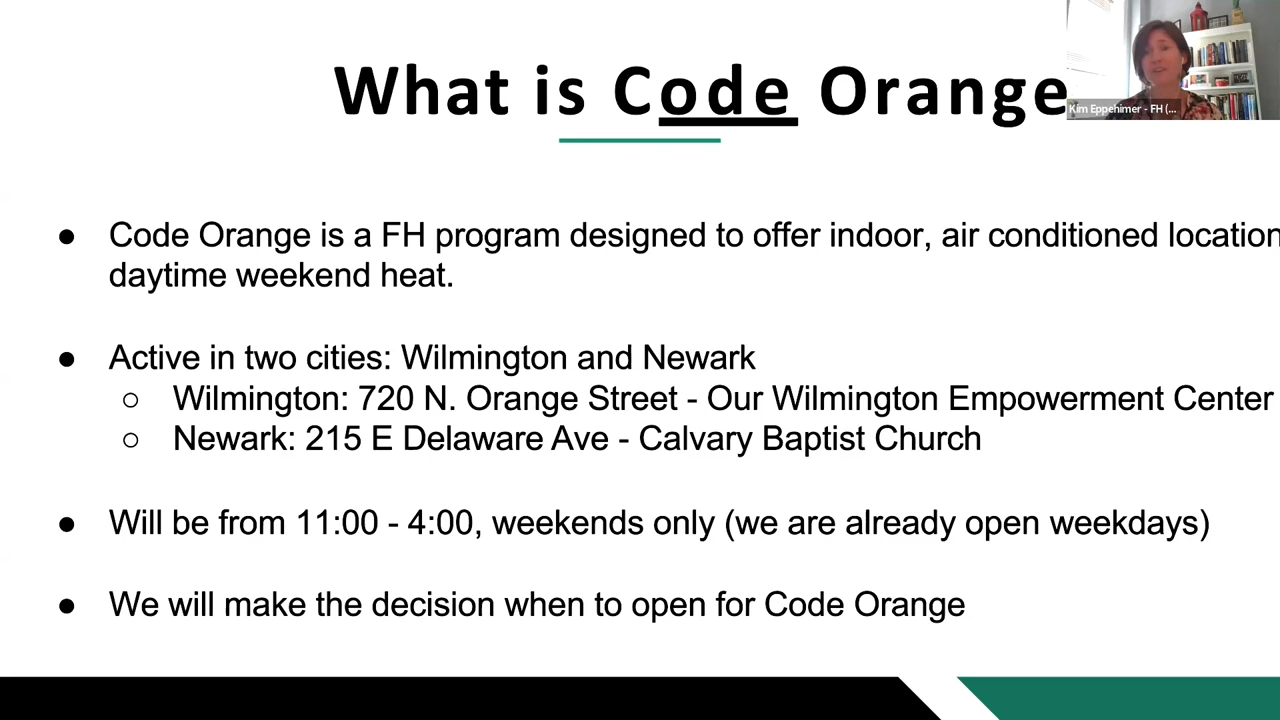 What is Code Orange
Kim Eppehimer - FH (...
● Code Orange is a FH program designed to offer indoor, air conditioned location
daytime weekend heat.
● Active in two cities: Wilmington and Newark
○ Wilmington: 720 N. Orange Street - Our Wilmington Empowerment Center
○ Newark: 215 E Delaware Ave - Calvary Baptist Church
● Will be from 11:00 - 4:00, weekends only (we are already open weekdays)
● We will make the decision when to open for Code Orange